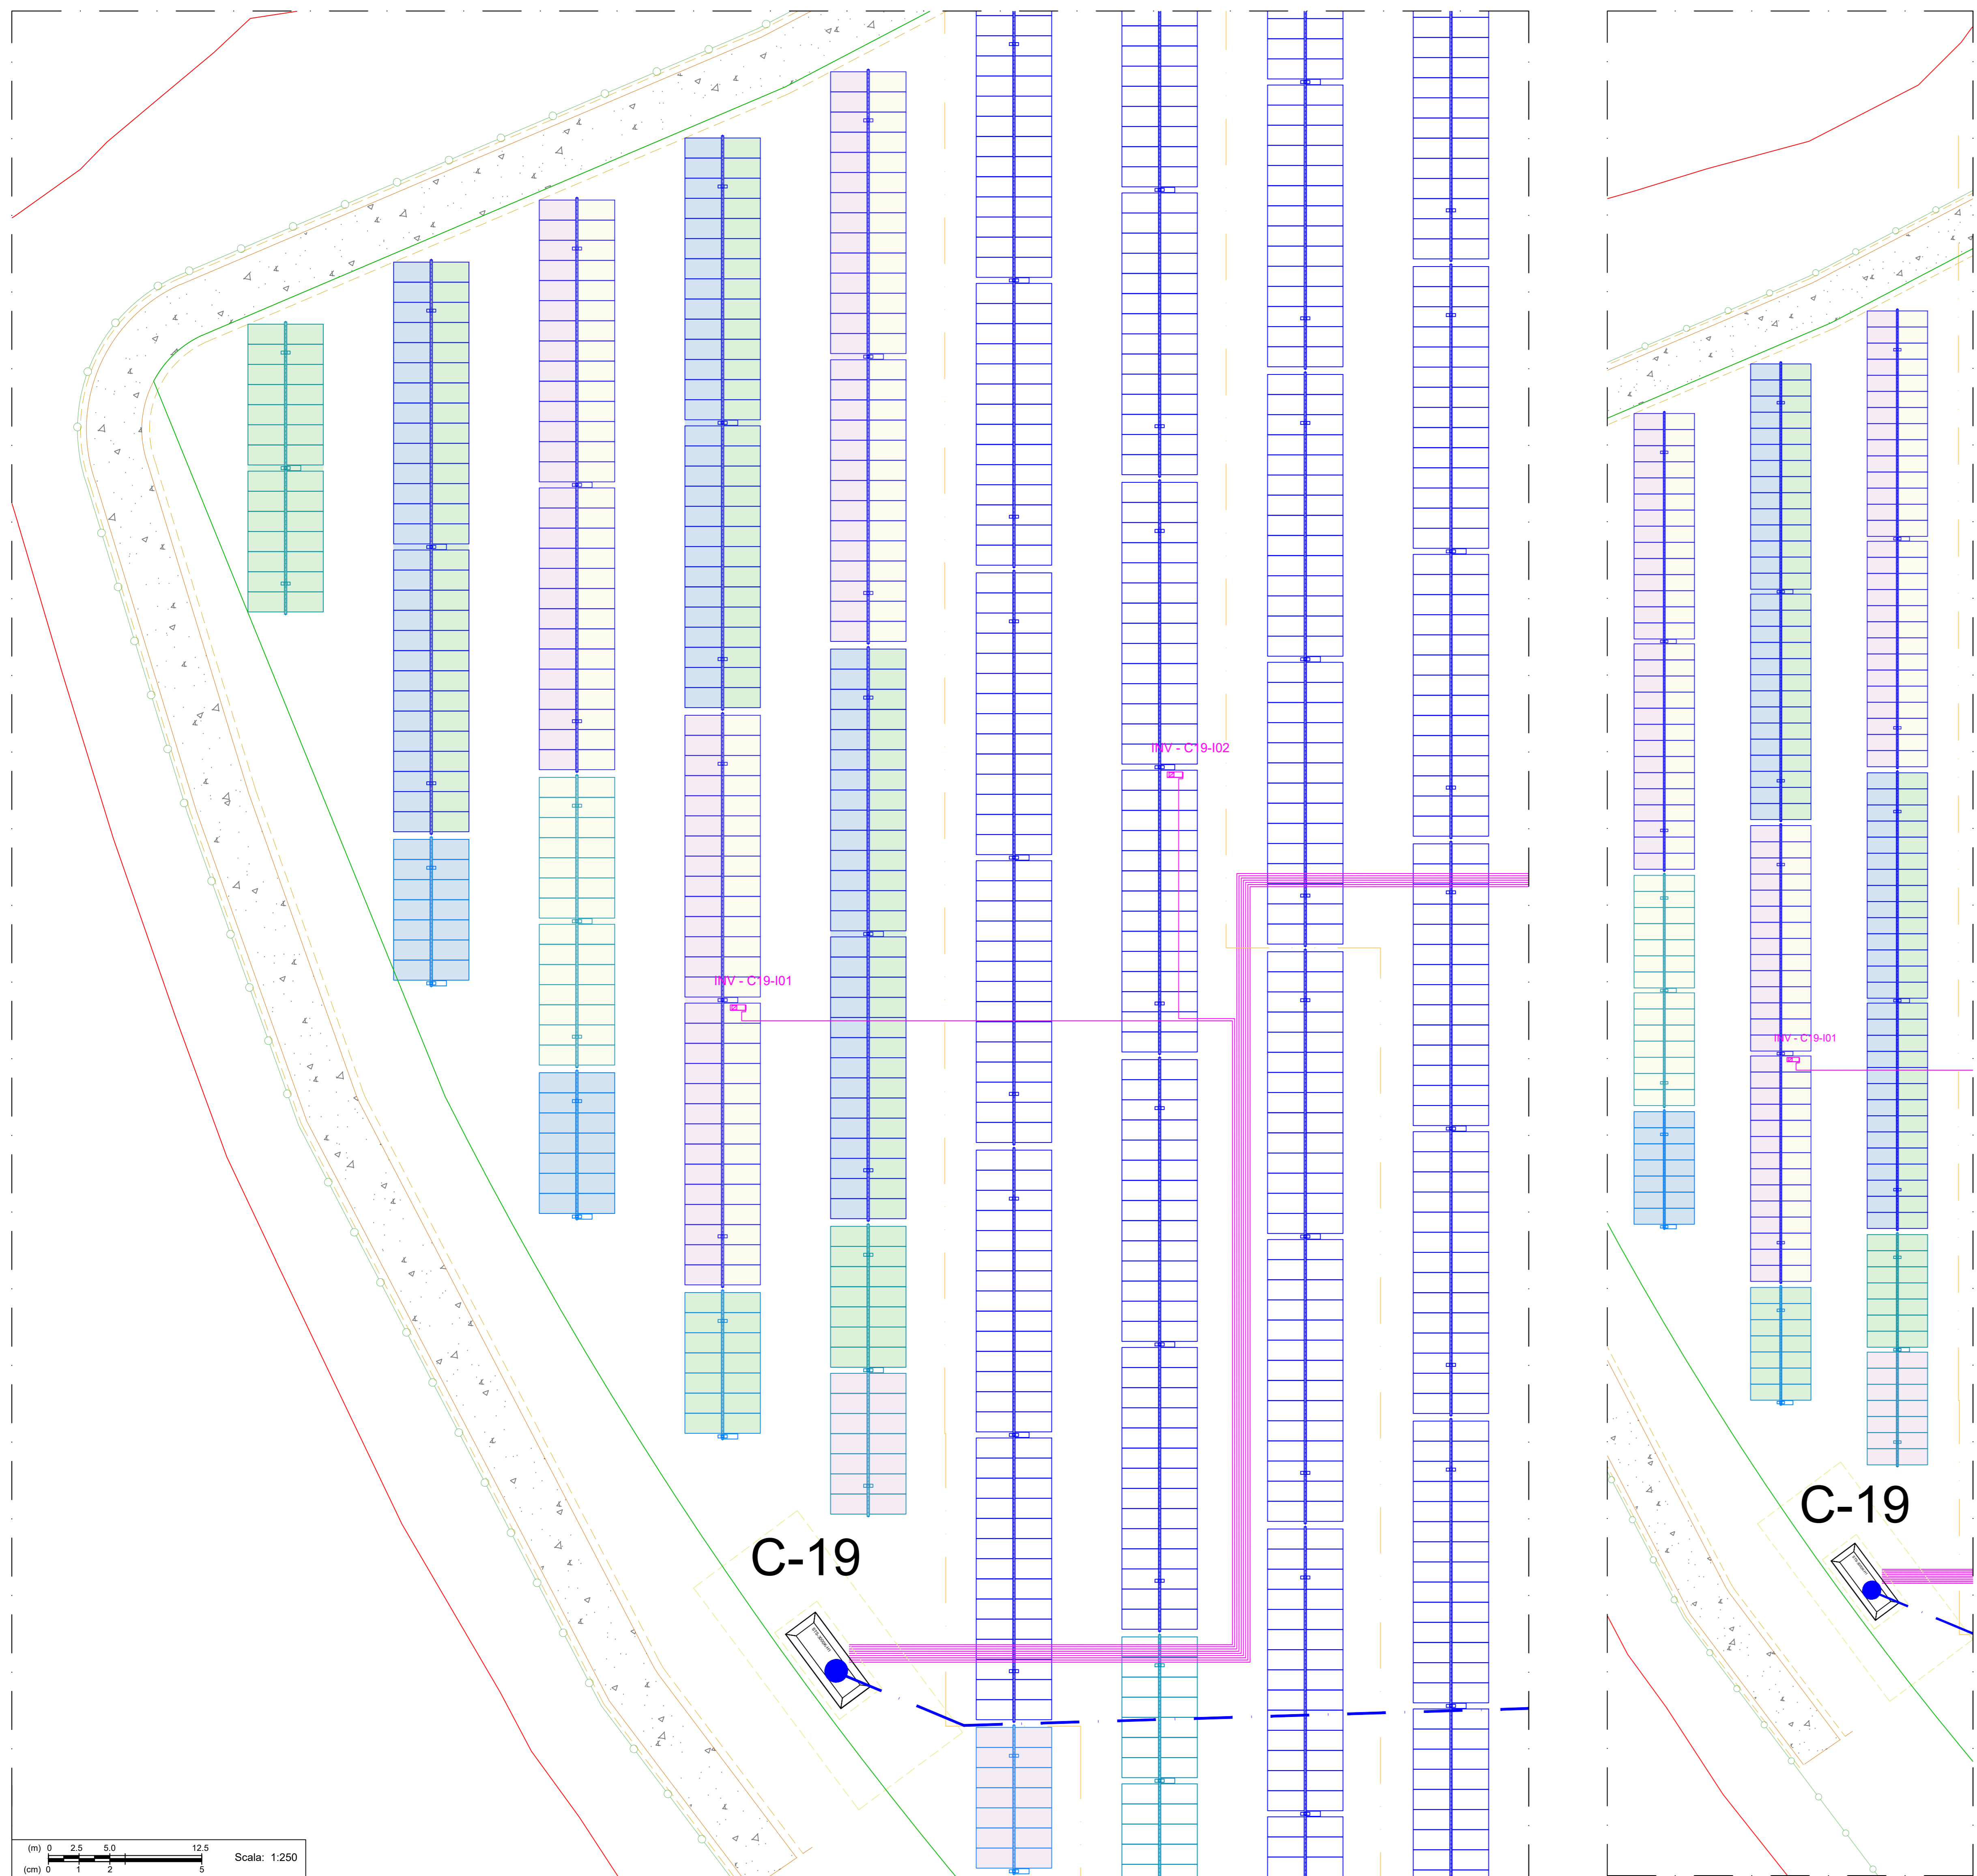 INV - C19-I02
INV - C19-I01
INV - C19-I01
C-19
C-19
(m) 0 2.5 5.0 12.5
(cm) 0 1 2 5
Scala: 1:250